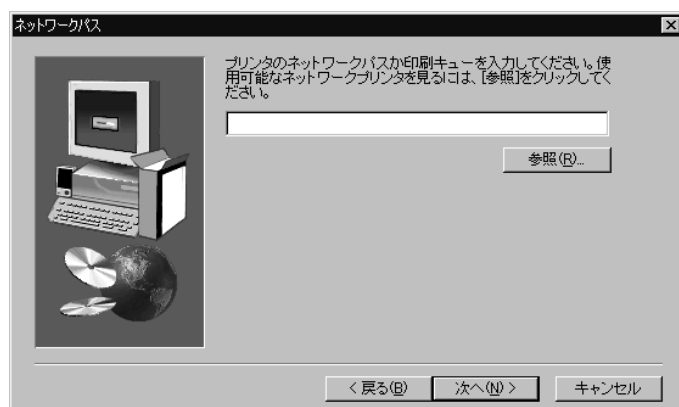 ネットワークパス
プリンタのネットワークパスか印刷キューを入力してください。使
用可能なネットワークプリンタを見るには、[参照]をクリックしてく
ださい。
参照(R)...
< 戻る(B)
次へ(N) >
キャンセル